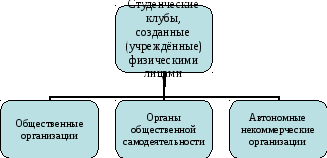 Студенческие
клубы,
созданные
(учреждённые)
физическими
лицами
Общественные
организации
Органы
общественной
самодеятельности
Автономные
некоммерческие
организации